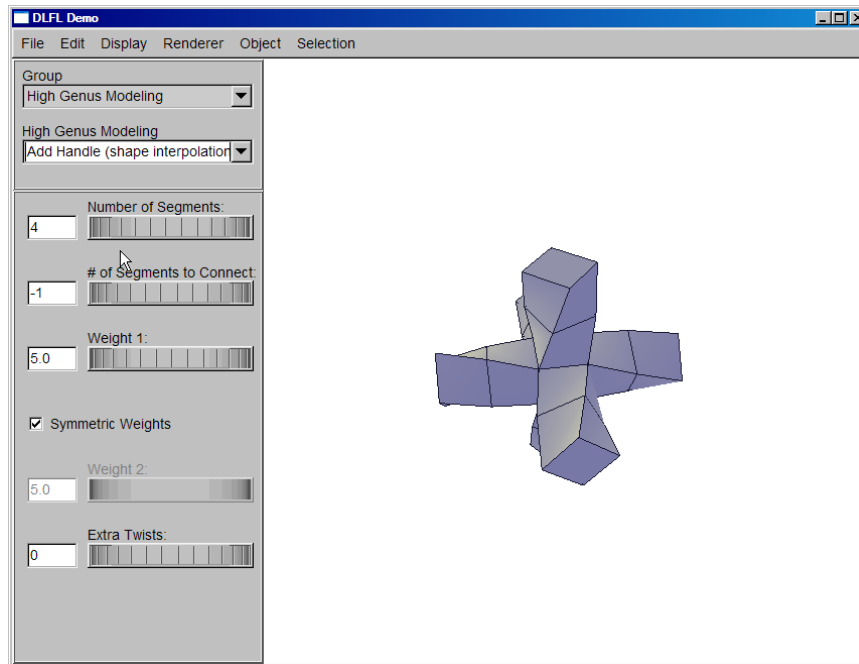 DLFL Demo
File Edit Display Renderer Object Selection
Group
High Genus Modeling
High Genus Modeling
Add Handle (shape interpolation
Number of Segments:
4
# of Segments to Connect:
-1
Weight 1:
5.0
Symmetric Weights
Weight 2:
5.0
Extra Twists:
0